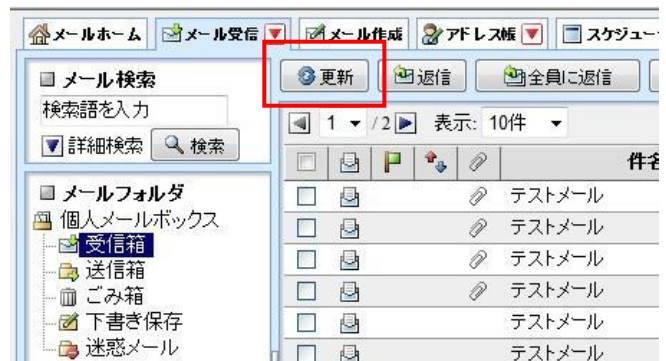 メールホーム メール受信 メール作成 アドレス帳 スケジュー
メール検索
検索語を入力
詳細検索 検索
メールフォルダ
個人メールボックス
受信箱
送信箱
ごみ箱
下書き保存
迷惑メール
更新 返信 全員に返信
1 /2 表示: 10件
件名
テストメール
テストメール
テストメール
テストメール
テストメール
テストメール